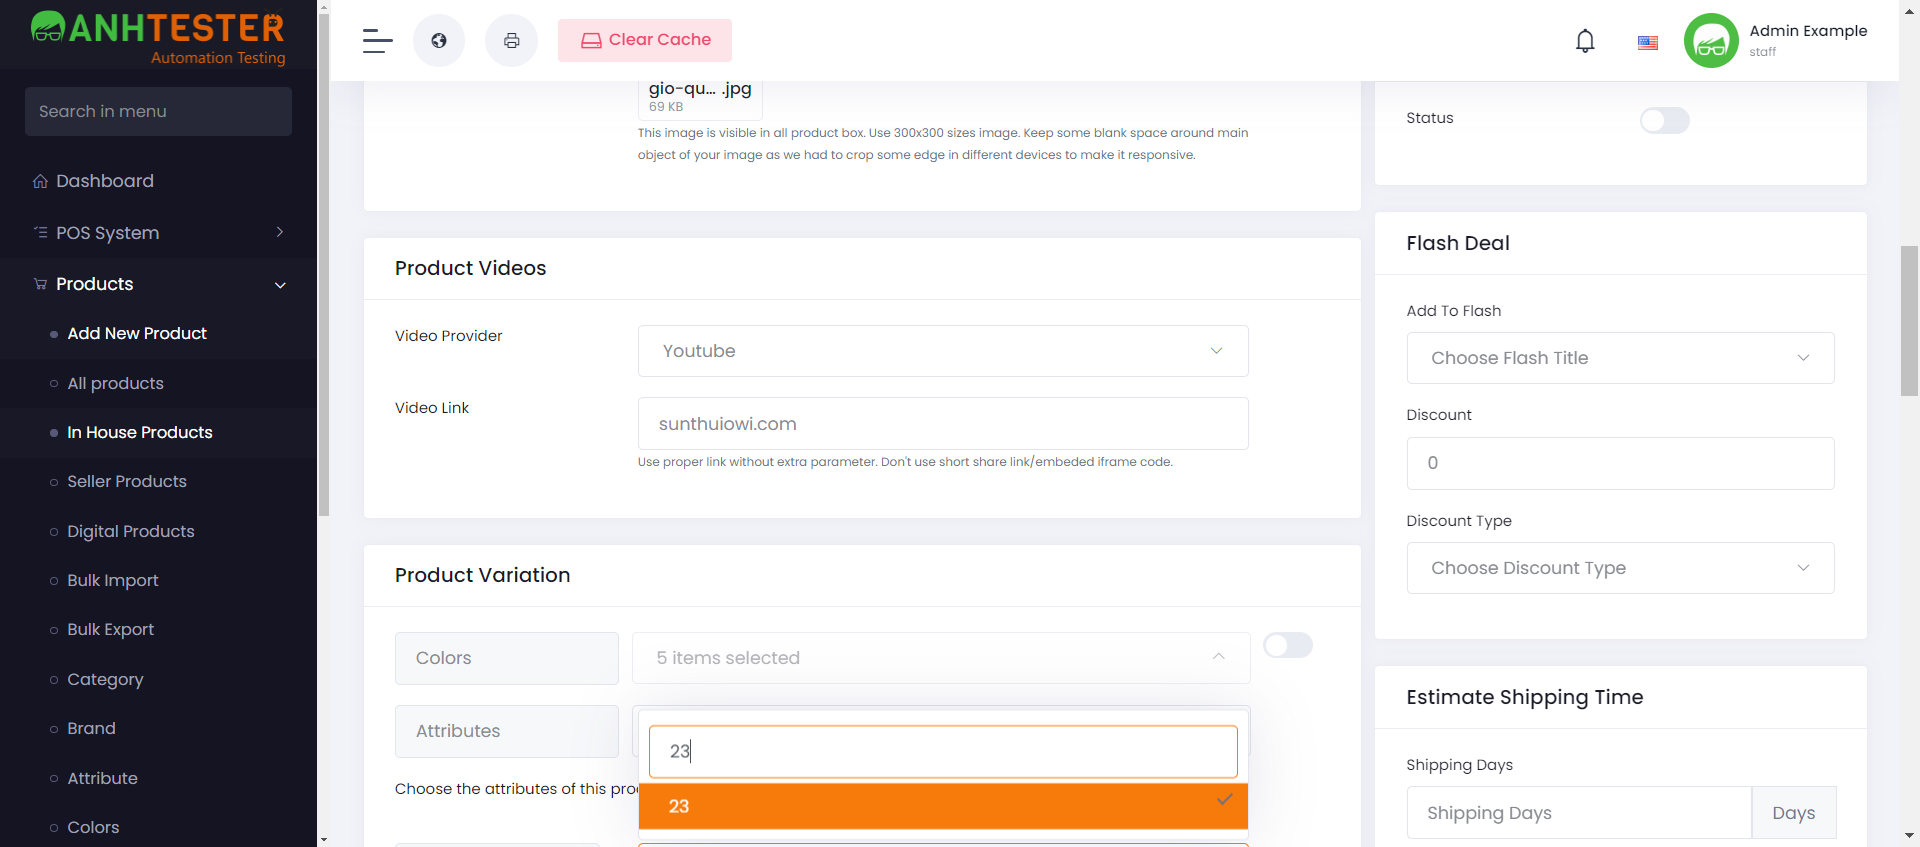 ANHTESTER
Automation Testing
Search in menu
Dashboard
POS System
Products
Add New Product
All products
In House Products
Seller Products
Digital Products
Bulk Import
Bulk Export
Category
Brand
Attribute
Colors
Clear Cache
Admin Example
staff
gio-qu... .jpg
69 KB
This image is visible in all product box. Use 300x300 sizes image. Keep some blank space around main
object of your image as we had to crop some edge in different devices to make it responsive.
Product Videos
Video Provider
Youtube
Video Link
sunthuiowi.com
Use proper link without extra parameter. Don't use short share link/embeded iframe code.
Product Variation
Colors
5 items selected
Attributes
23
Choose the attributes of this pro
23
Status
Flash Deal
Add To Flash
Choose Flash Title
Discount
0
Discount Type
Choose Discount Type
Estimate Shipping Time
Shipping Days
Shipping Days
Days